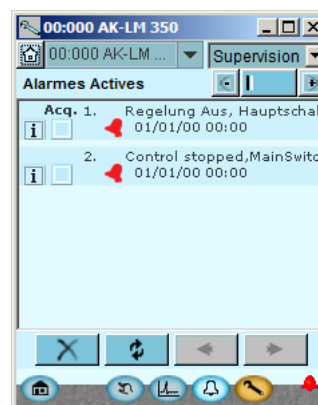 00:000 AK-LM 350
00:000 AK-LM ... Supervision
Alarmes Actives
Acq. 1. Regelung Aus, Hauptschal
01/01/00 00:00
2. Control stopped,MainSwitc
01/01/00 00:00